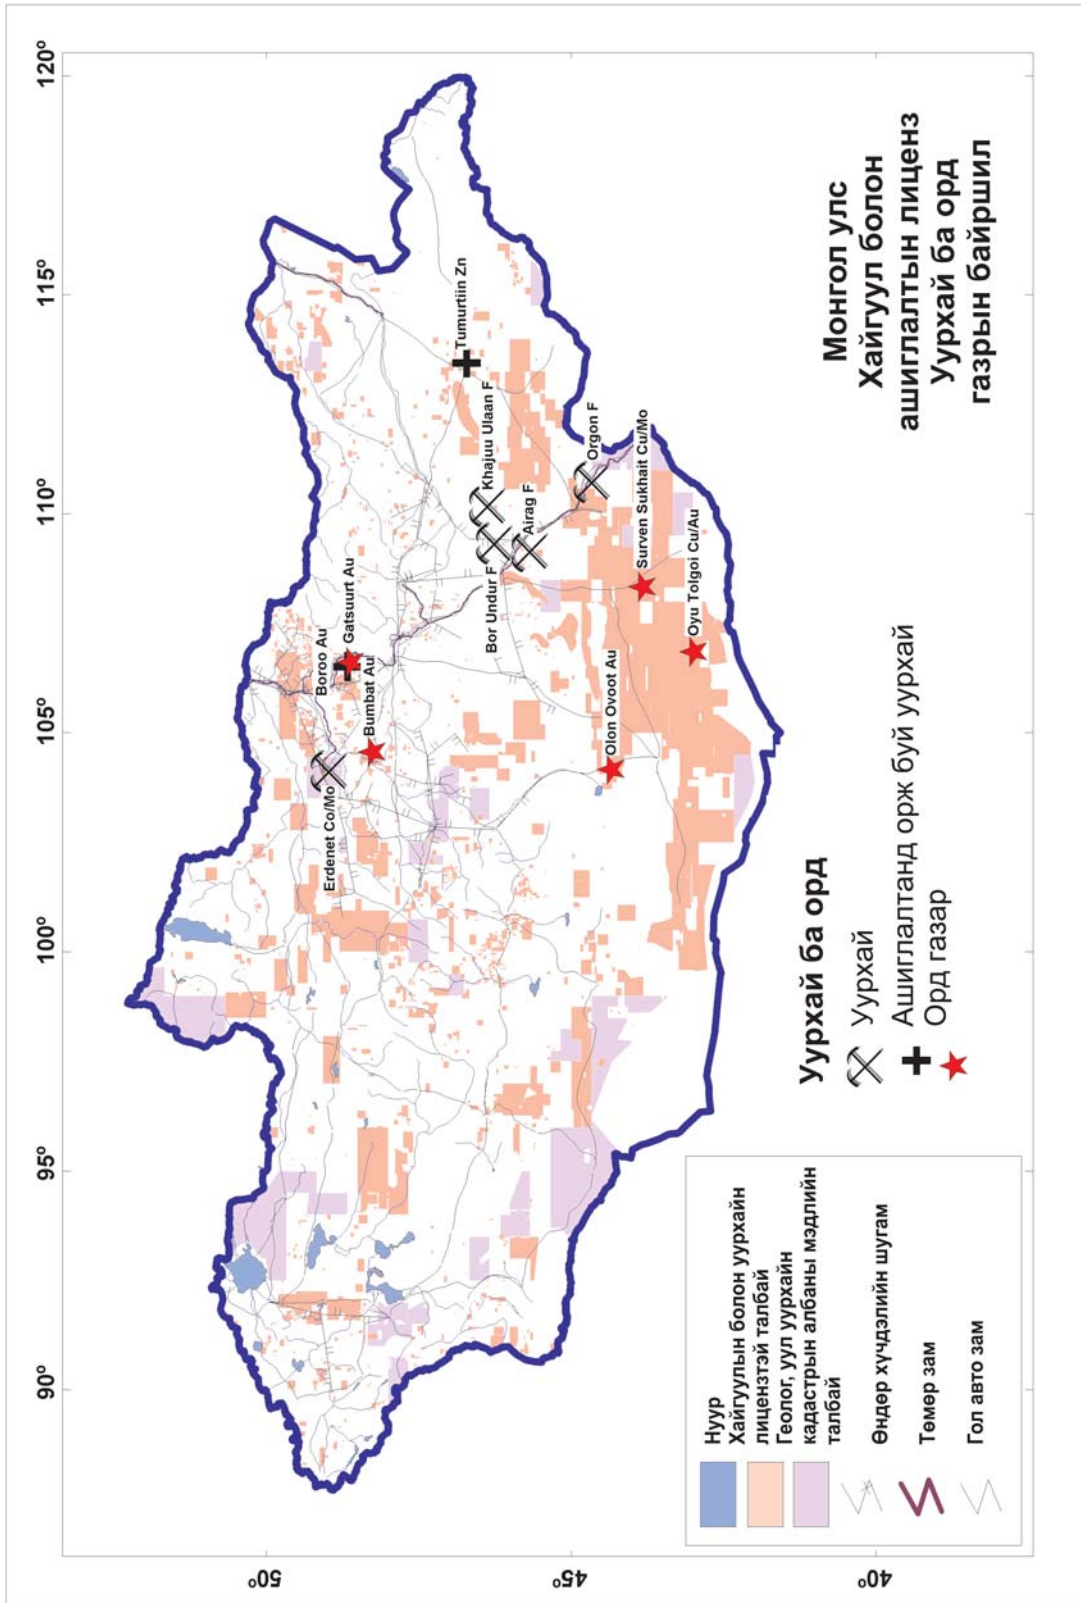 Монгол улс
Хайгуул болон
ашиглалтын лиценз
Уурхай ба орд
газрын байршил
90°
95°
100°
105°
110°
115°
120°
50°
45°
40°
Erdenet Co/Mo
Bumbat Au
Boroo Au
Gatsuurt Au
Bor Undur F
Airag F
Khajuu Ulaan F
Tumurtiin Zn
Orgon F
Olon Ovoot Au
Oyu Tolgoi Cu/Au
Surven Sukhait Cu/Mo
Нуур
Хайгуулын болон уурхайн
лицензтэй талбай
Геолог, уул уурхайн
кадастрын албаны мэдлийн
талбай
Өндөр хүчдэлийн шугам
Төмөр зам
Гол авто зам
Уурхай ба орд
Уурхай
Ашиглалтанд орж буй уурхай
Орд газар